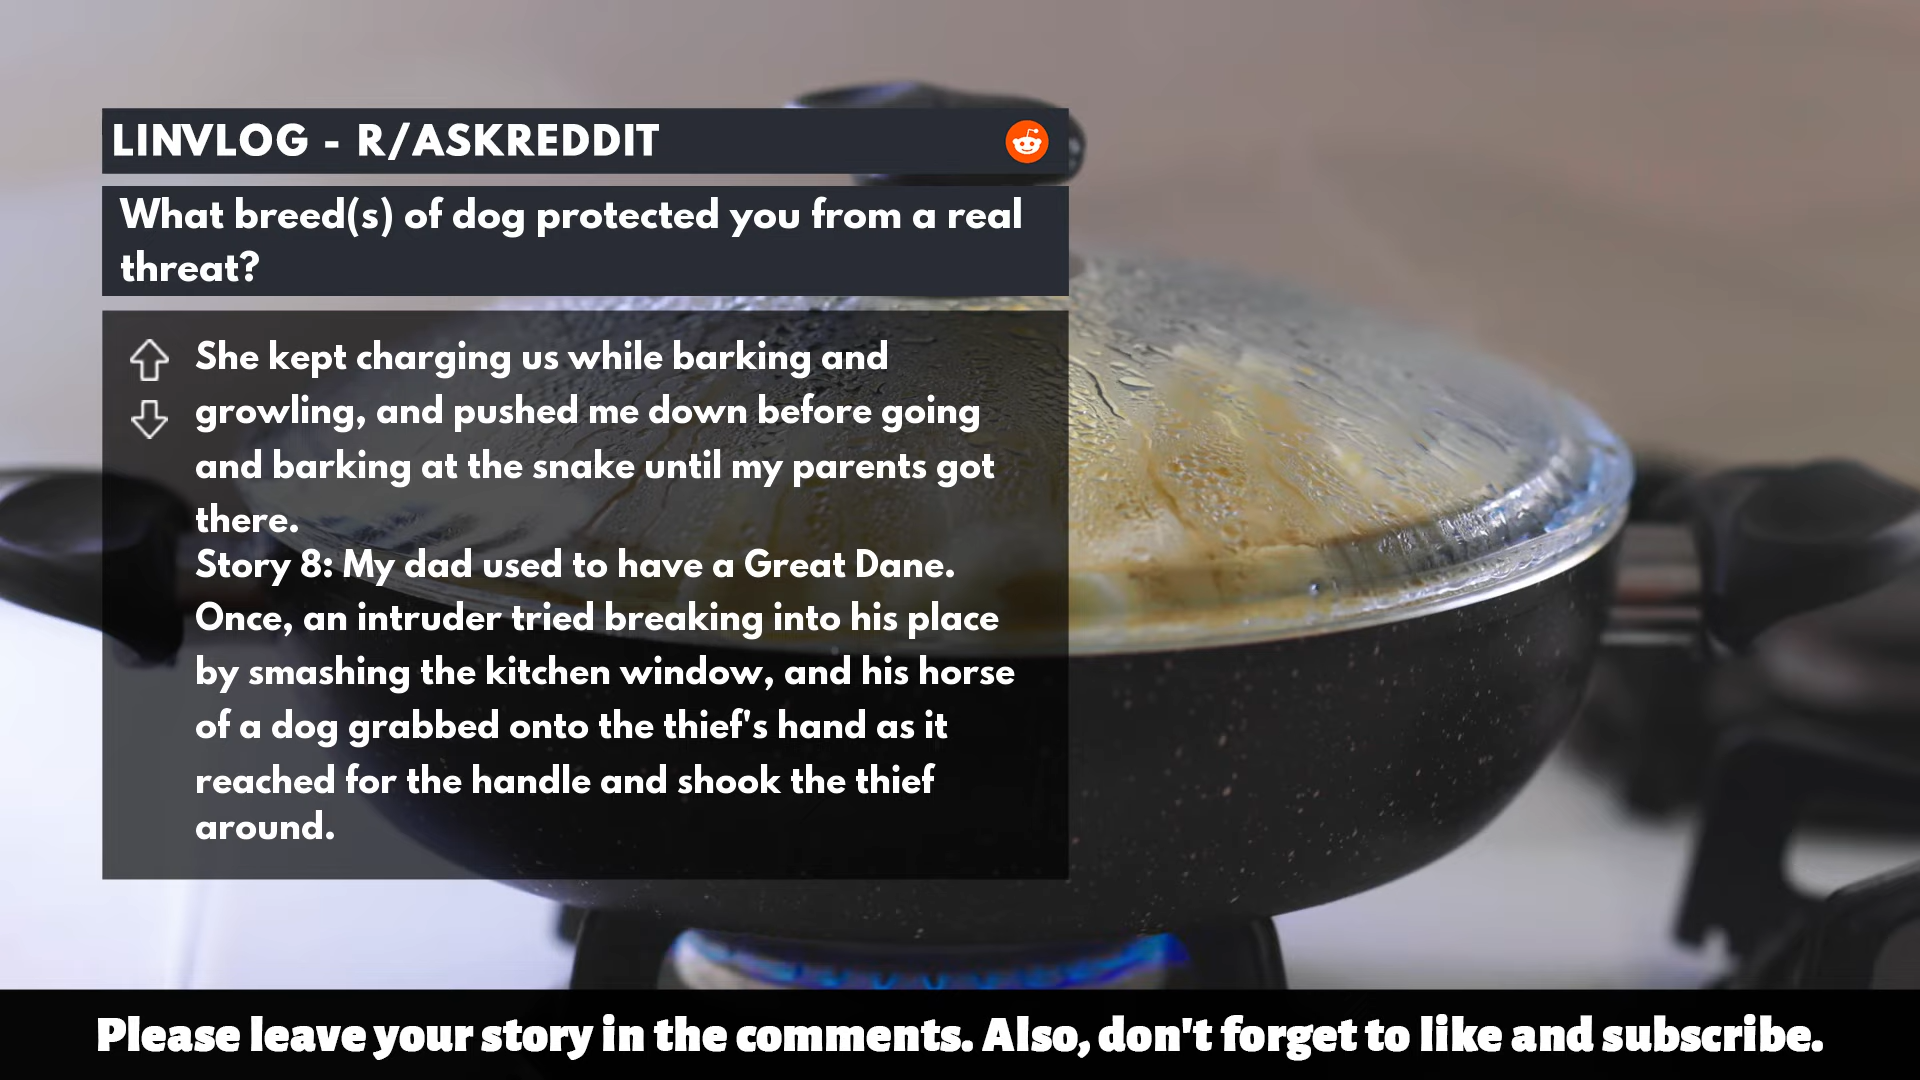 LINVLOG - R/ASKREDDIT
What breed(s) of dog protected you from a real
threat?
She kept charging us while barking and
growling, and pushed me down before going
and barking at the snake until my parents got
there.
Story 8: My dad used to have a Great Dane.
Once, an intruder tried breaking into his place
by smashing the kitchen window, and his horse
of a dog grabbed onto the thief's hand as it
reached for the handle and shook the thief
around.
Please leave your story in the comments. Also, don't forget to like and subscribe.